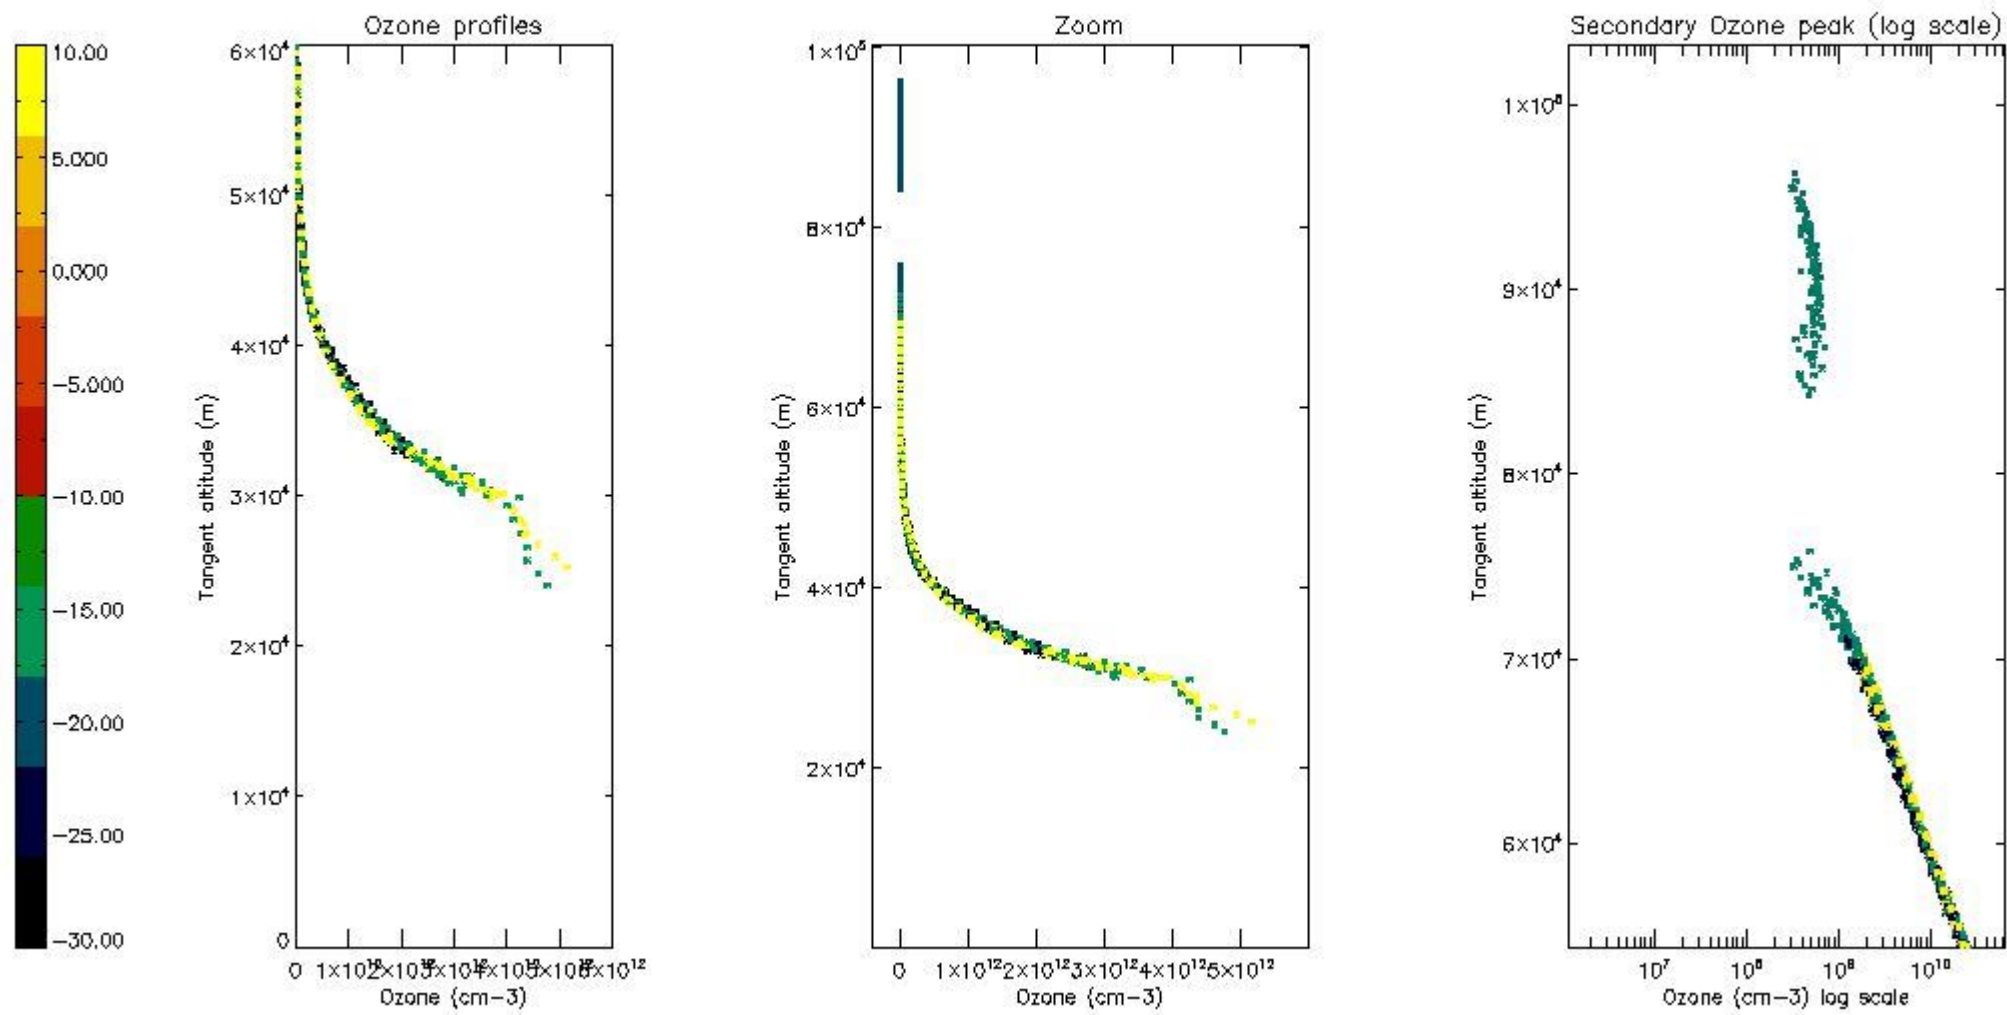 Ozone profiles
Zoom
Secondary Ozone peak (log scale)
10.00
5.000
0.000
−5.000
−10.00
−15.00
−20.00
−25.00
−30.00
6×10⁴
5×10⁴
4×10⁴
3×10⁴
2×10⁴
1×10⁴
0
Tangent altitude (m)
0
Ozone (cm−3)
1×10⁵
8×10⁴
6×10⁴
4×10⁴
2×10⁴
Tangent altitude (m)
0 1×10¹² 2×10¹² 3×10¹² 4×10¹² 5×10¹²
Ozone (cm−3)
9×10⁴
8×10⁴
7×10⁴
6×10⁴
Tangent altitude (m)
10⁷ 10¹⁰
Ozone (cm−3) log scale